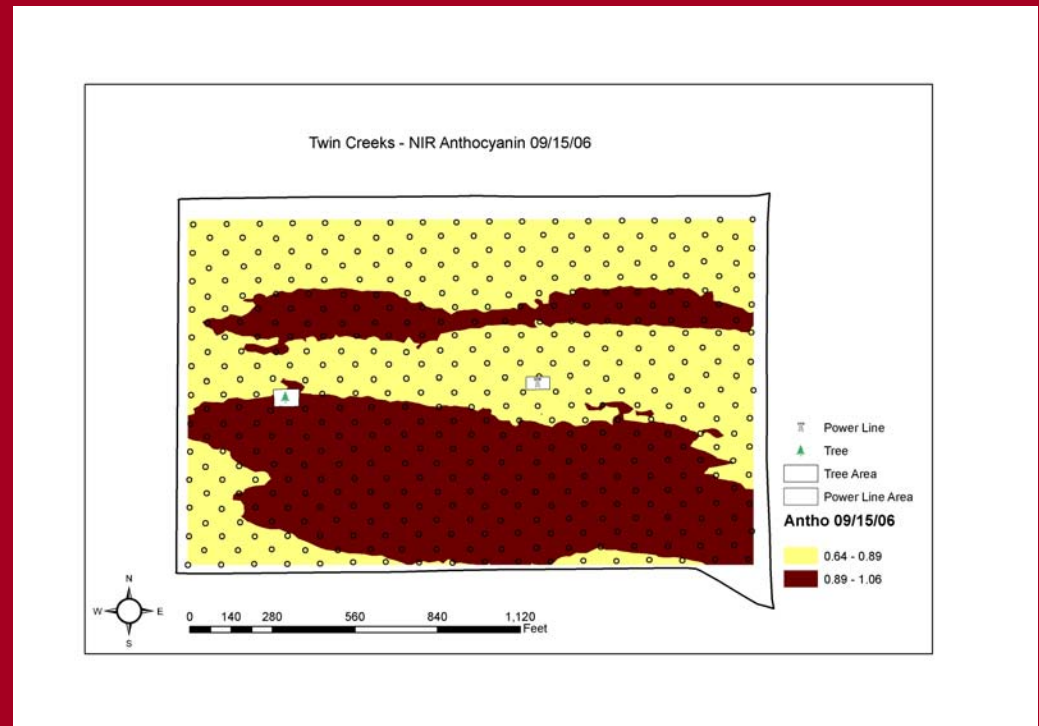 Twin Creeks - NIR Anthocyanin 09/15/06
Power Line
Tree
Tree Area
Power Line Area
Antho 09/15/06
0.64 - 0.89
0.89 - 1.06
N
W E
S
0 140 280 560 840 1,120
Feet